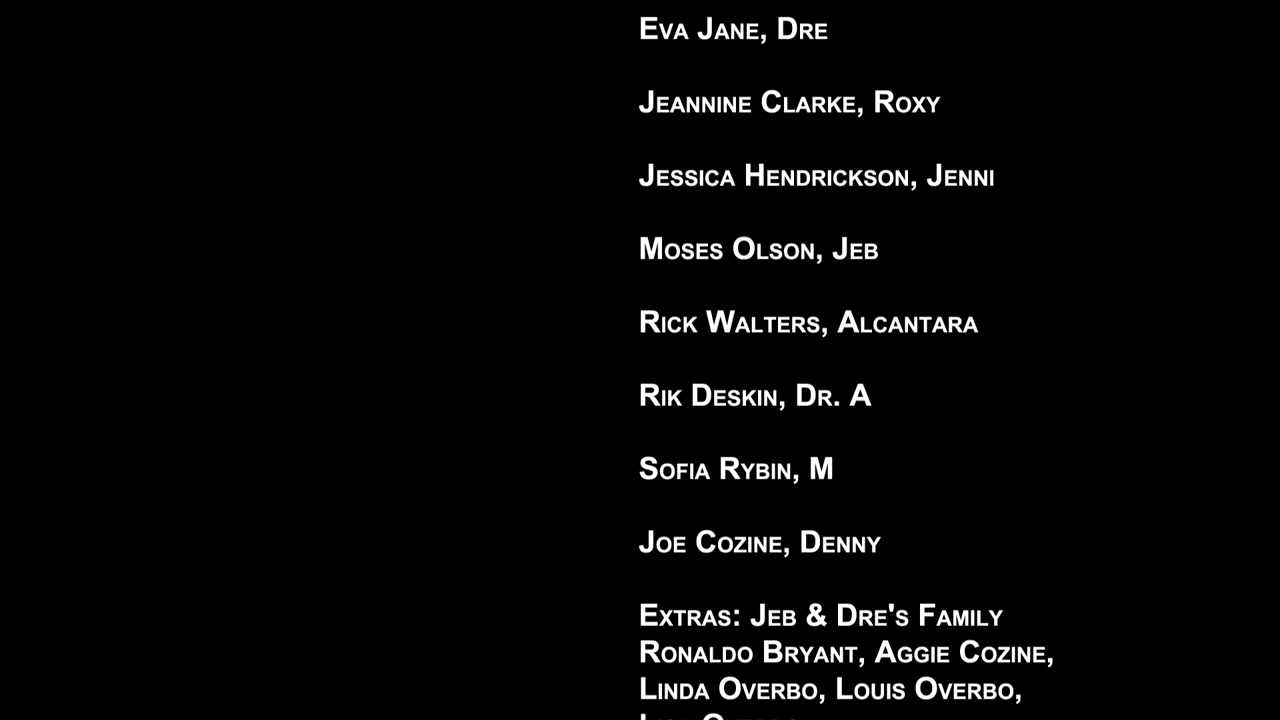 Eva Jane, Dre
Jeannine Clarke, Roxy
Jessica Hendrickson, Jenni
Moses Olson, Jeb
Rick Walters, Alcantara
Rik Deskin, Dr. A
Sofia Rybin, M
Joe Cozine, Denny
Extras: Jeb & Dre's Family
Ronaldo Bryant, Aggie Cozine,
Linda Overbo, Louis Overbo,